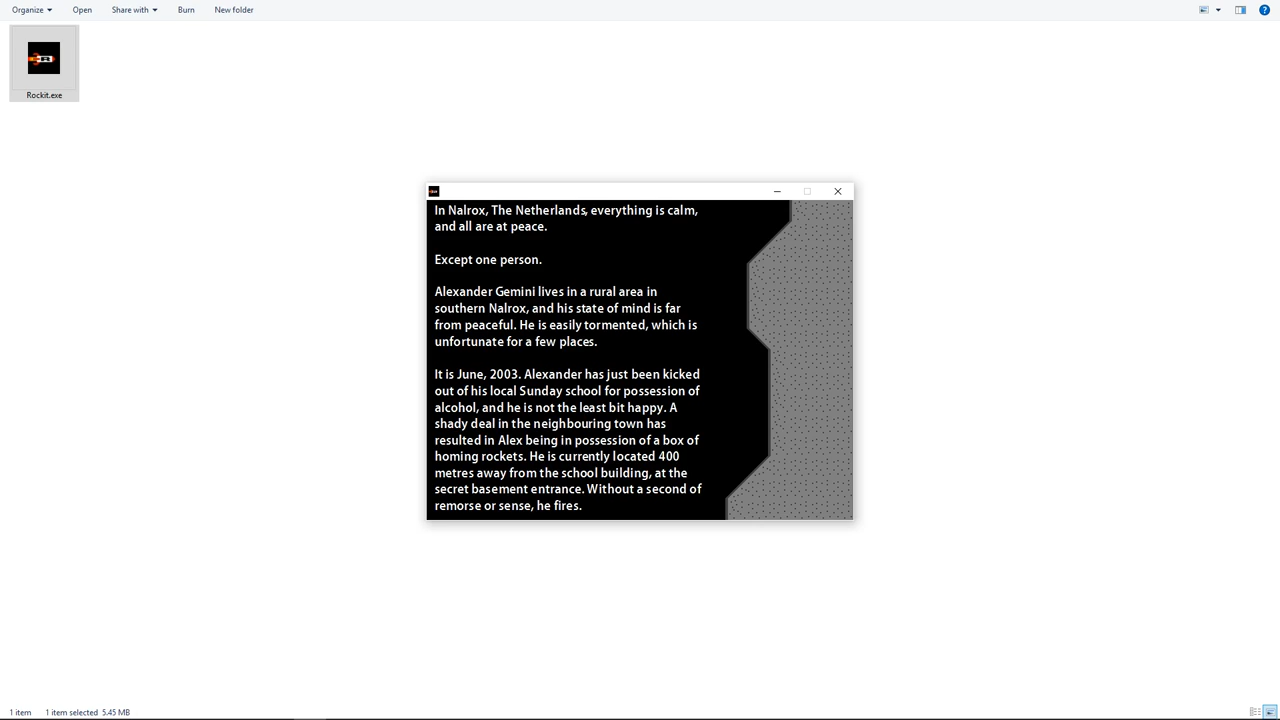 Organize Open Share with Burn New folder
Rockit.exe
In Nalrox, The Netherlands, everything is calm,
and all are at peace.
Except one person.
Alexander Gemini lives in a rural area in
southern Nalrox, and his state of mind is far
from peaceful. He is easily tormented, which is
unfortunate for a few places.
It is June, 2003. Alexander has just been kicked
out of his local Sunday school for possession of
alcohol, and he is not the least bit happy. A
shady deal in the neighbouring town has
resulted in Alex being in possession of a box of
homing rockets. He is currently located 400
metres away from the school building, at the
secret basement entrance. Without a second of
remorse or sense, he fires.
1 item 1 item selected 5.45 MB